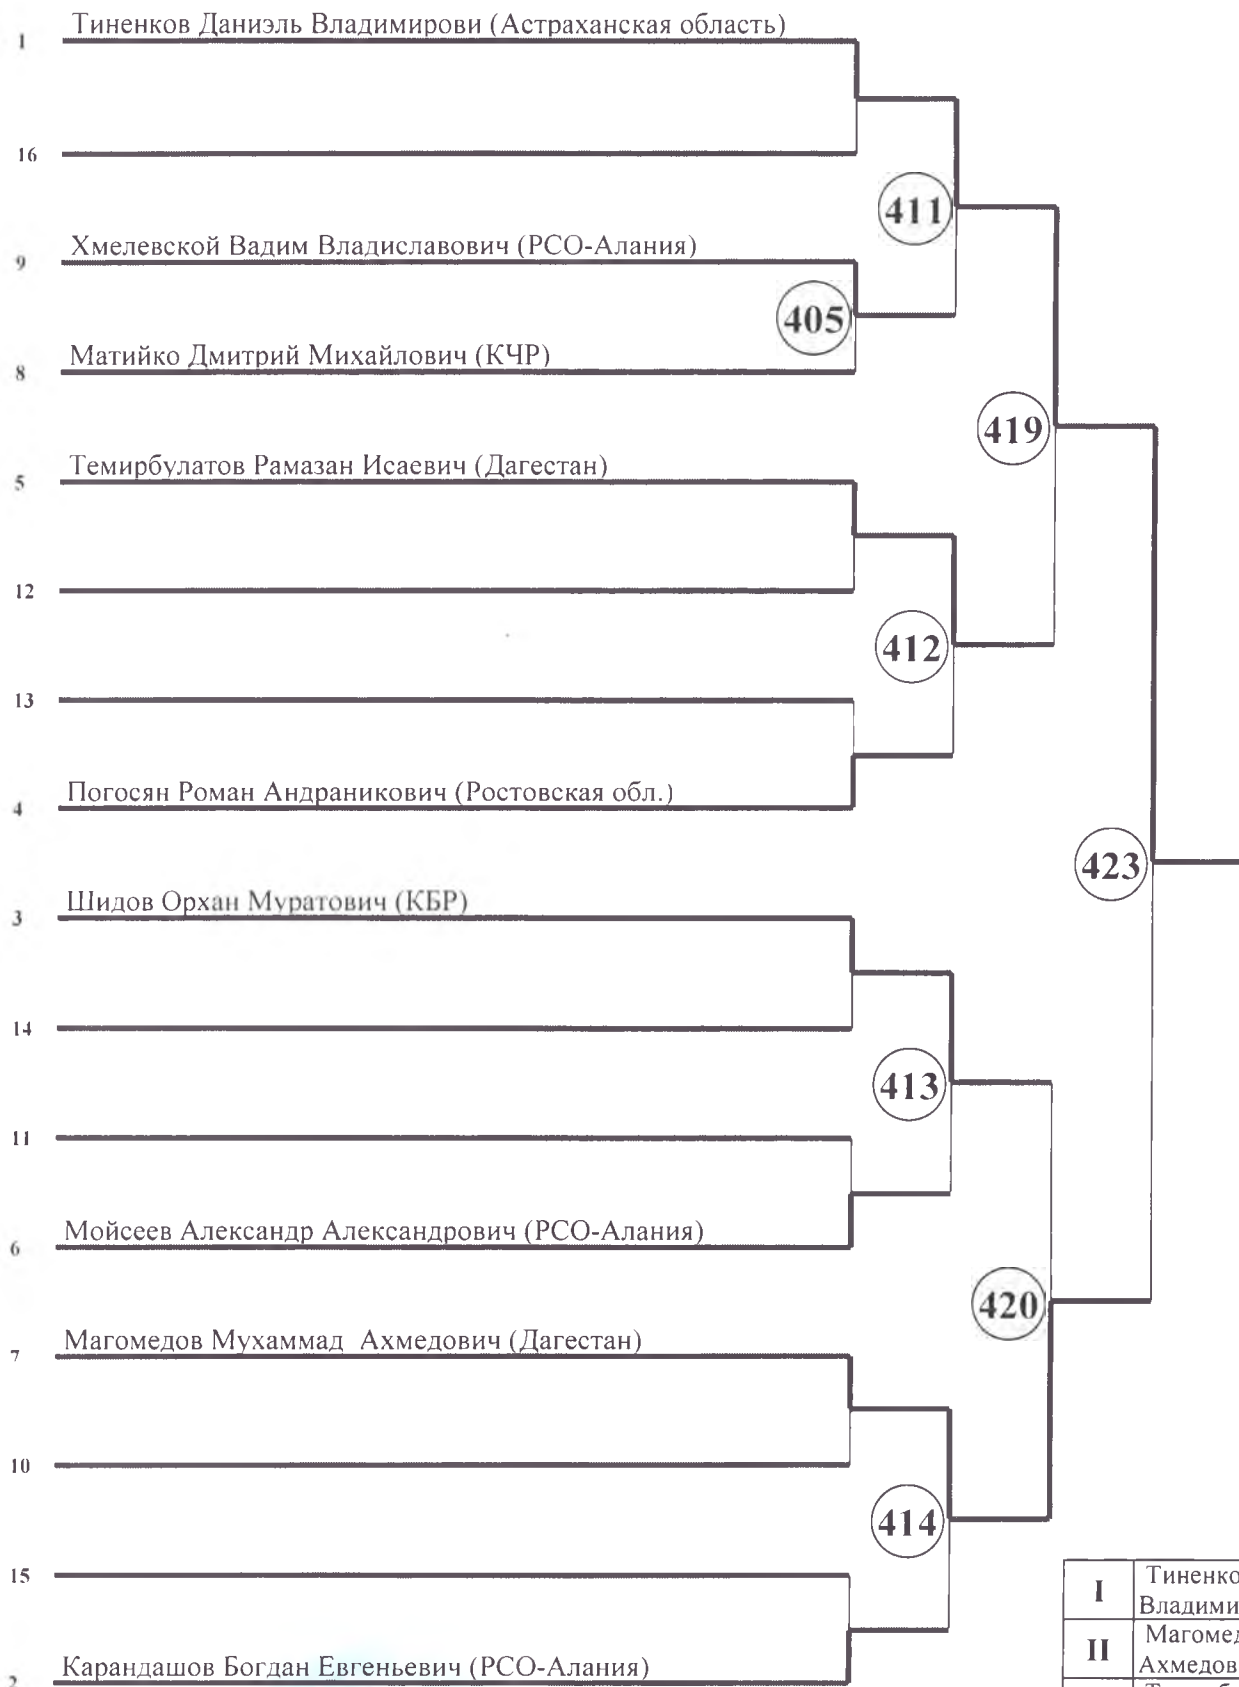 1 Тиненков Даниэль Владимирови (Астраханская область)
16
411
9 Хмелевской Вадим Владиславович (РСО-Алания)
405
8 Матийко Дмитрий Михайлович (КЧР)
419
5 Темирбулатов Рамазан Исаевич (Дагестан)
12
412
13
4 Погосян Роман Андраникович (Ростовская обл.)
423
3 Шидов Орхан Муратович (КБР)
14
413
11
6 Мойсеев Александр Александрович (РСО-Алания)
420
7 Магомедов Мухаммад Ахмедович (Дагестан)
10
414
15
2 Карандашов Богдан Евгеньевич (РСО-Алания)
I Тиненко
Владими
II Магомед
Ахмедов